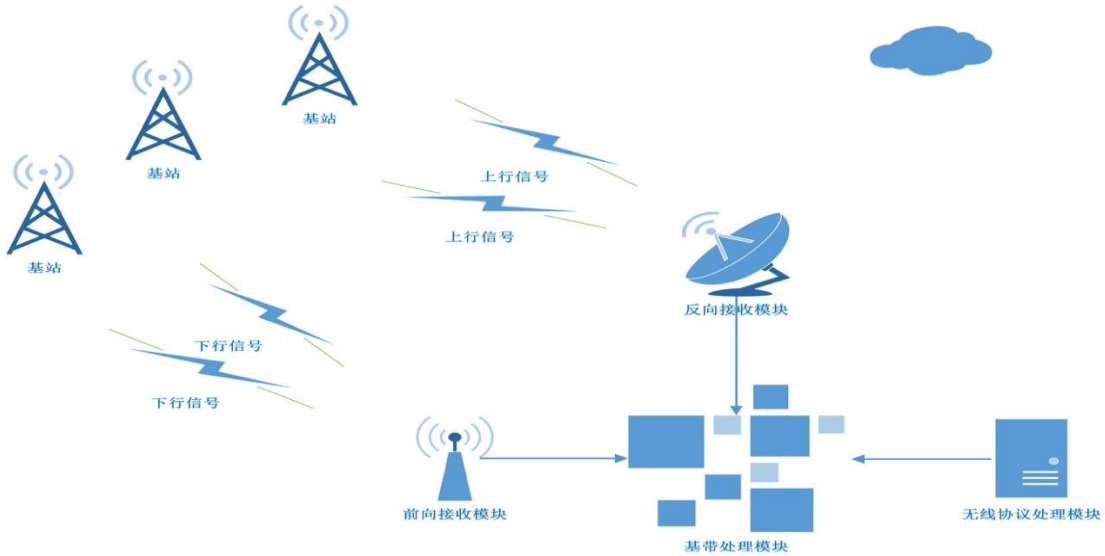 基站
基站
基站
上行信号
上行信号
下行信号
下行信号
反向接收模块
前向接收模块
无线协议处理模块
基带处理模块